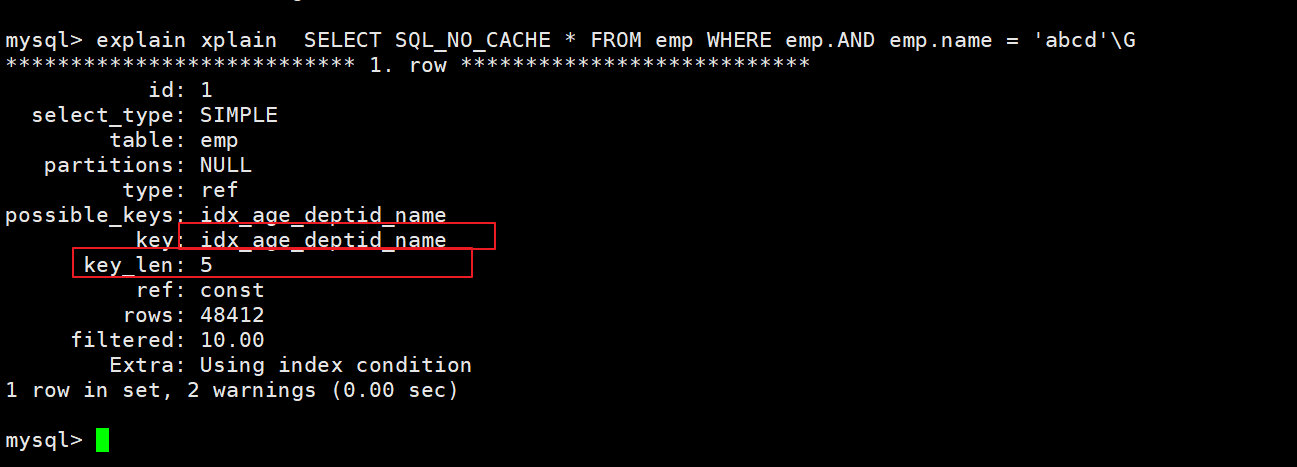 mysql> explain xplain  SELECT SQL_NO_CACHE * FROM emp WHERE emp.AND emp.name = 'abcd'\G
*************************** 1. row ***************************
id: 1
select_type: SIMPLE
table: emp
partitions: NULL
type: ref
possible_keys: idx_age_deptid_name
key: idx_age_deptid_name
key_len: 5
ref: const
rows: 48412
filtered: 10.00
Extra: Using index condition
1 row in set, 2 warnings (0.00 sec)
mysql>